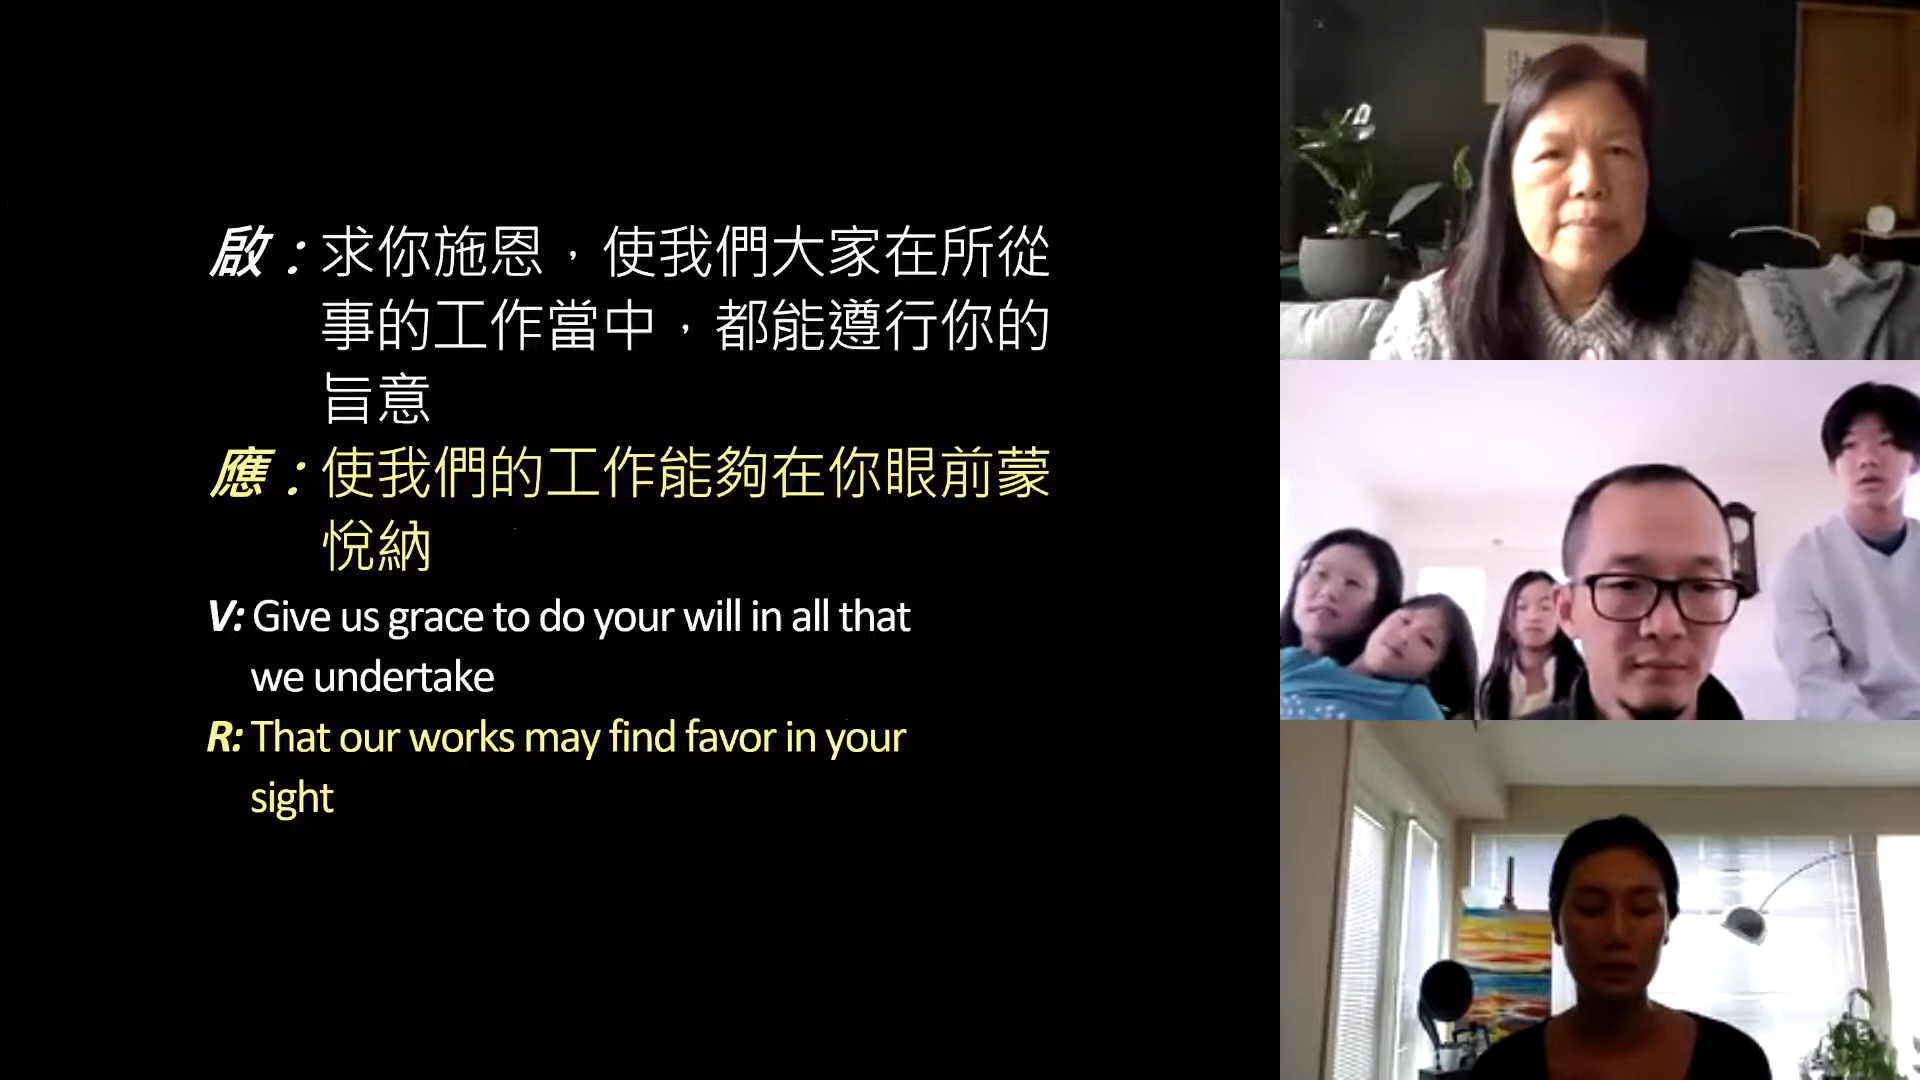 啟：求你施恩，使我們大家在所從
事的工作當中，都能遵行你的
旨意
應：使我們的工作能夠在你眼前蒙
悅納
V: Give us grace to do your will in all that
we undertake
R: That our works may find favor in your
sight